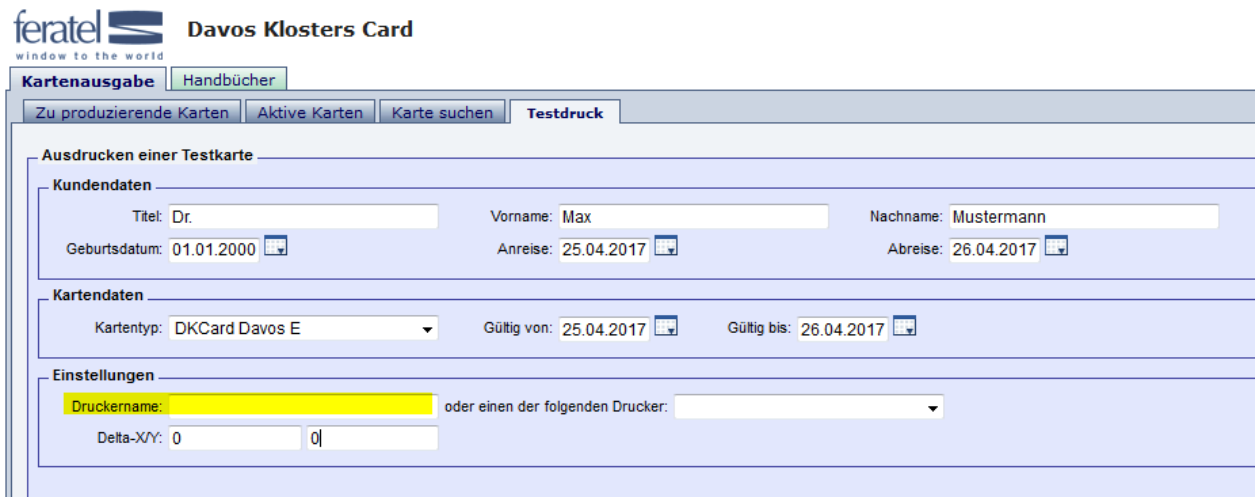 feratel
window to the world
Davos Klosters Card
Kartenausgabe Handbücher
Zu produzierende Karten Aktive Karten Karte suchen Testdruck
Ausdrucken einer Testkarte
Kundendaten
Titel: Dr. Vorname: Max Nachname: Mustermann
Geburtsdatum: 01.01.2000 Anreise: 25.04.2017 Abreise: 26.04.2017
Kartendaten
Kartentyp: DKCard Davos E Gültig von: 25.04.2017 Gültig bis: 26.04.2017
Einstellungen
Druckername: oder einen der folgenden Drucker:
Delta-X/Y: 0 0